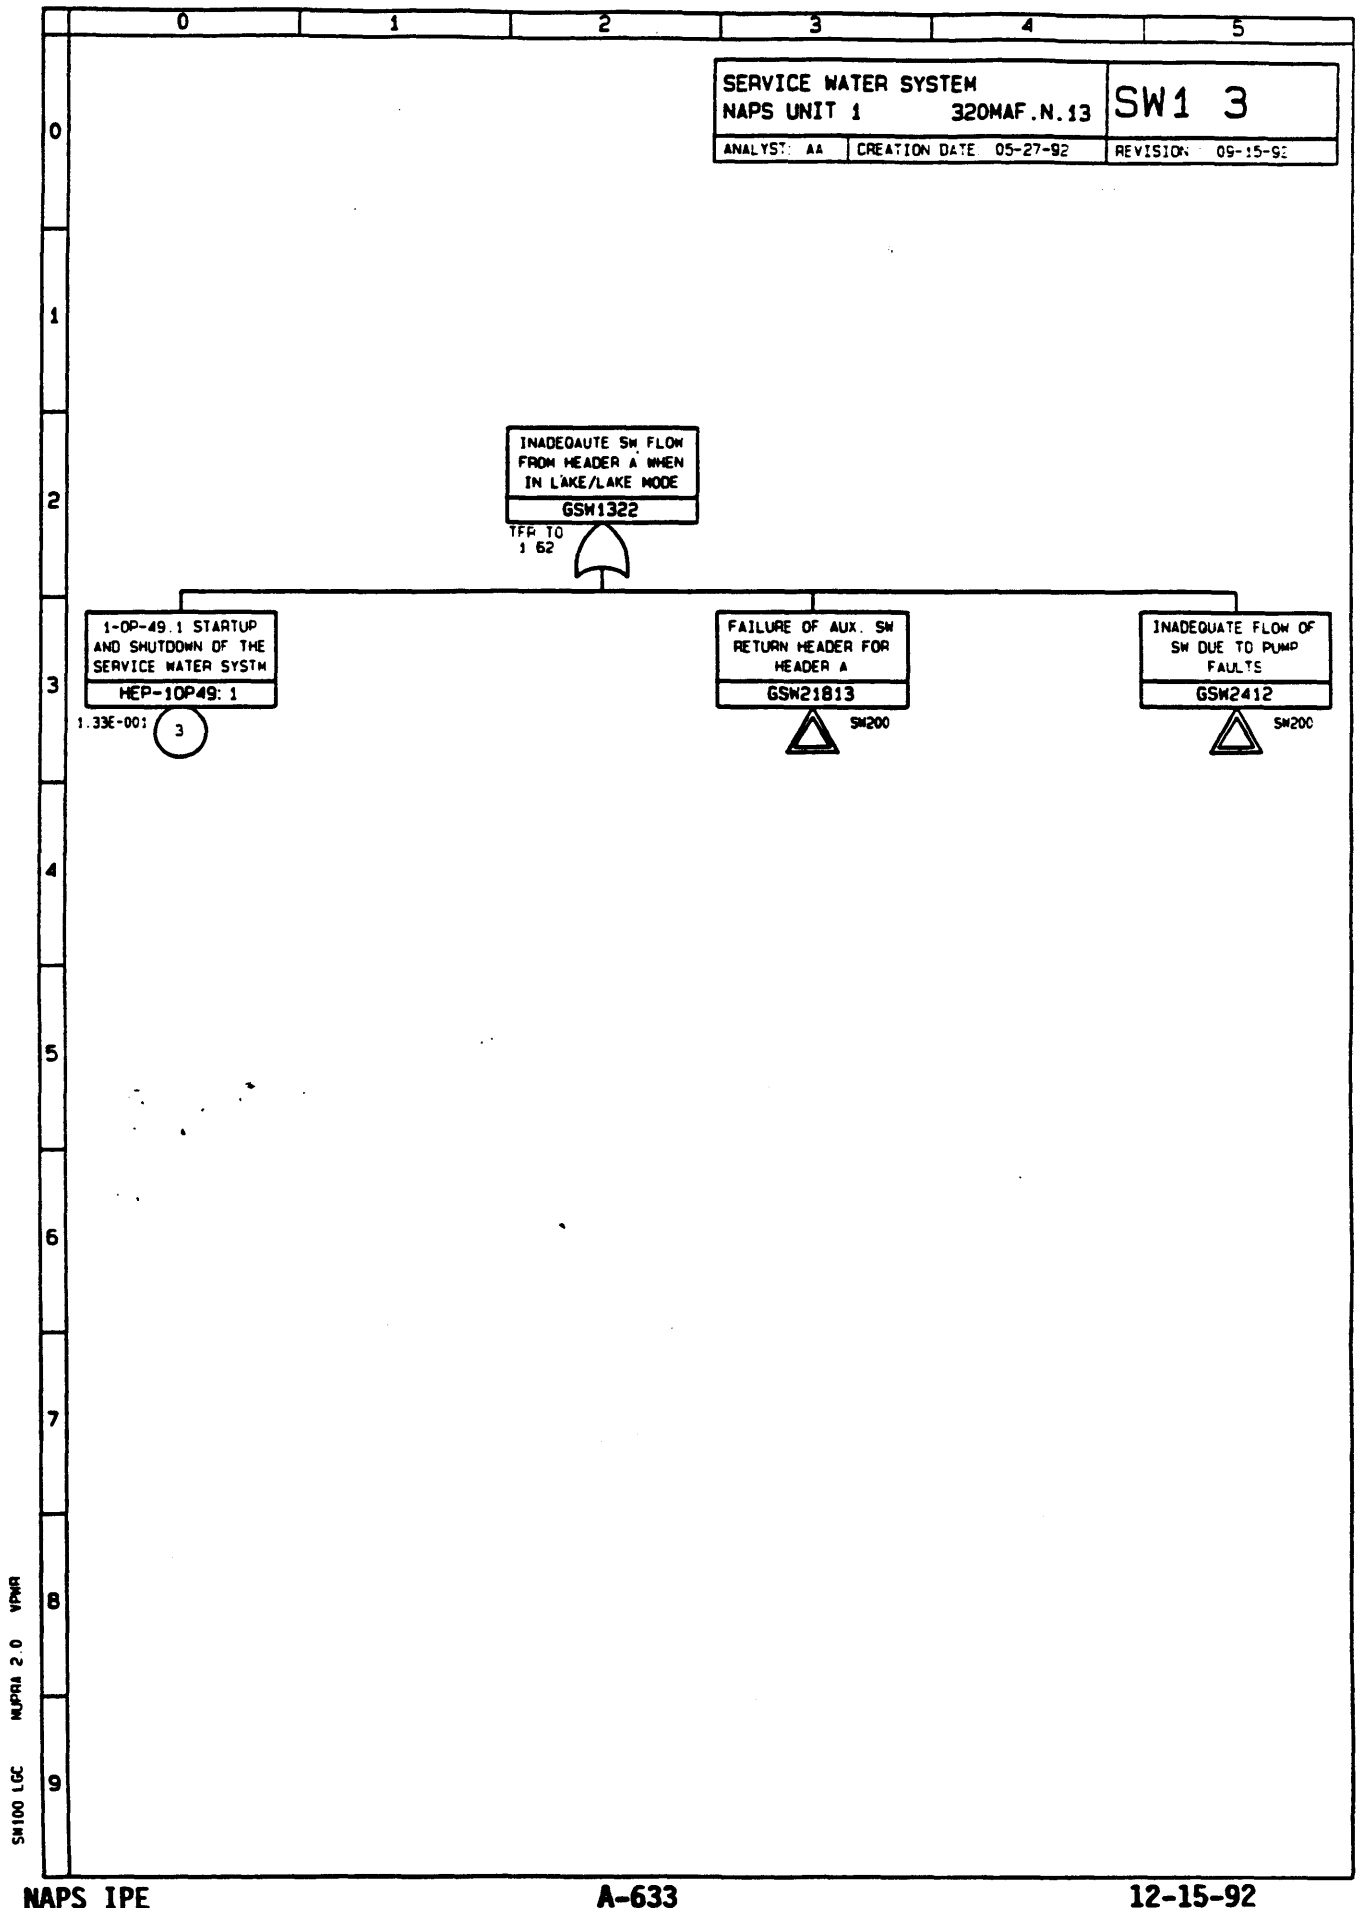 0 1 2 3 4 5
SERVICE WATER SYSTEM
NAPS UNIT 1 320MAF.N.13
SW1 3
ANALYST: AA CREATION DATE 05-27-92 REVISION: 09-15-92
0
1
2
3
4
5
6
7
8
9
INADEQAUTE SW FLOW
FROM HEADER A WHEN
IN LAKE/LAKE MODE
GSW1322
TFR TO
1 62
1-OP-49.1 STARTUP
AND SHUTDOWN OF THE
SERVICE WATER SYSTM
HEP-1OP49:1
1.33E-001
3
FAILURE OF AUX. SW
RETURN HEADER FOR
HEADER A
GSW21813
SW200
INADEQUATE FLOW OF
SW DUE TO PUMP
FAULTS
GSW2412
SW200
SW100 LGC NUPRA 2.0 VPWR
NAPS IPE A-633 12-15-92